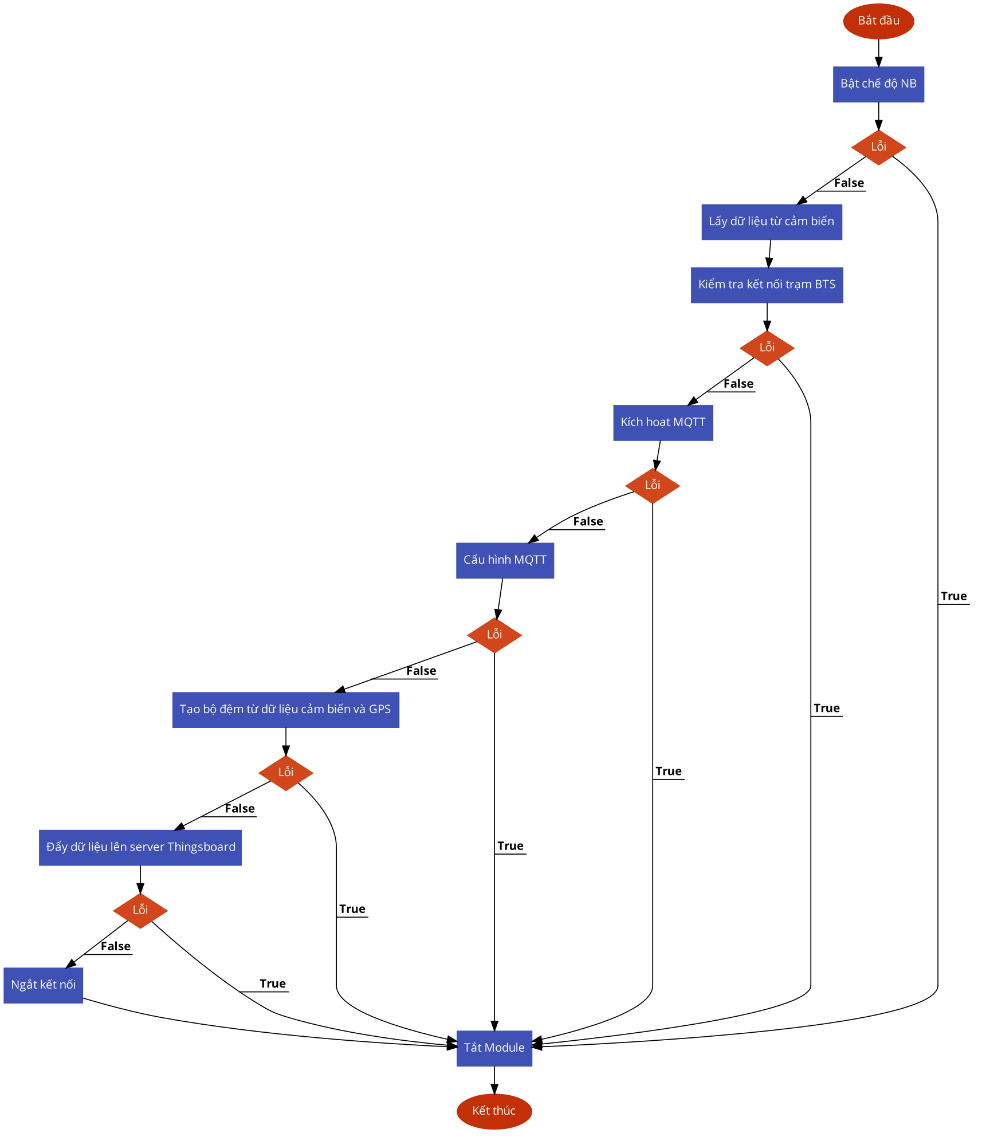 Bắt đầu
Bật chế độ NB
Lỗi
False
Lấy dữ liệu từ cảm biến
Kiểm tra kết nối trạm BTS
Lỗi
False
Kích hoạt MQTT
Lỗi
False
Cấu hình MQTT
True
Lỗi
False
Tạo bộ đệm từ dữ liệu cảm biến và GPS
True
Lỗi
True
False
Đẩy dữ liệu lên server Thingsboard
True
Lỗi
True
False
Ngắt kết nối
True
Tắt Module
Kết thúc